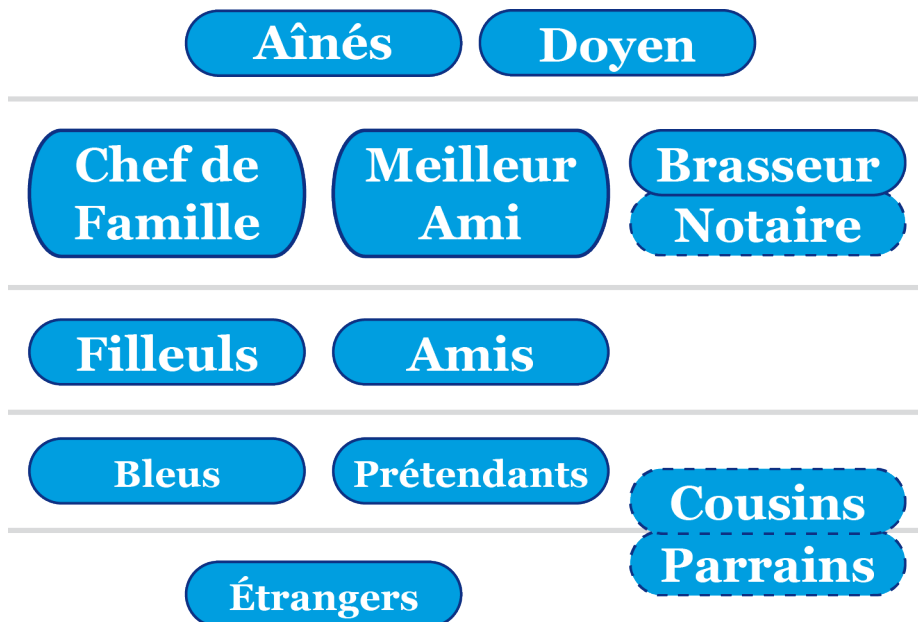 Aînés
Doyen
Chef de
Famille
Meilleur
Ami
Brasseur
Notaire
Filleuls
Amis
Bleus
Prétendants
Cousins
Parrains
Étrangers